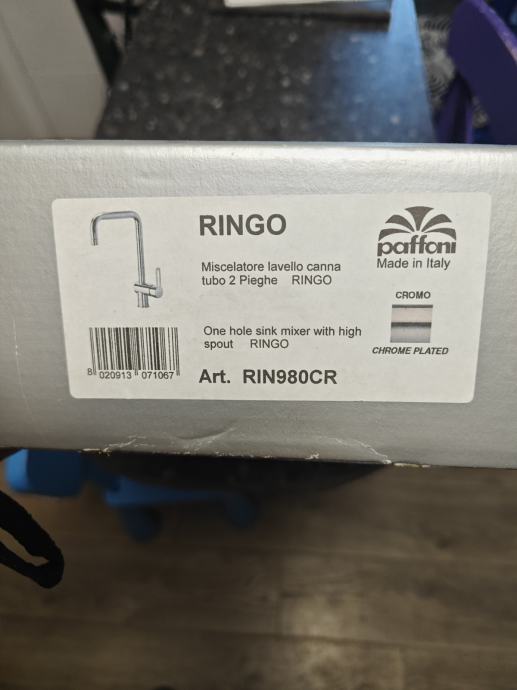 RINGO
paffoni
Made in Italy
Miscelatore lavello canna
tubo 2 Pieghe RINGO
CROMO
One hole sink mixer with high
spout RINGO
CHROME PLATED
8 020913 071067
Art. RIN980CR